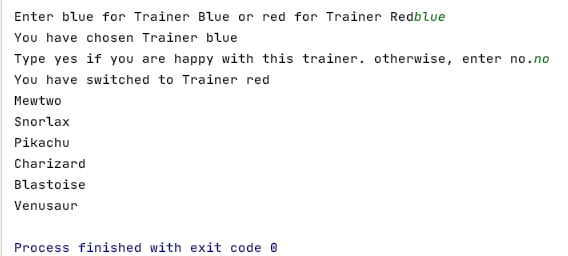 Enter blue for Trainer Blue or red for Trainer Redblue
You have chosen Trainer blue
Type yes if you are happy with this trainer. otherwise, enter no.no
You have switched to Trainer red
Mewtwo
Snorlax
Pikachu
Charizard
Blastoise
Venusaur
Process finished with exit code 0